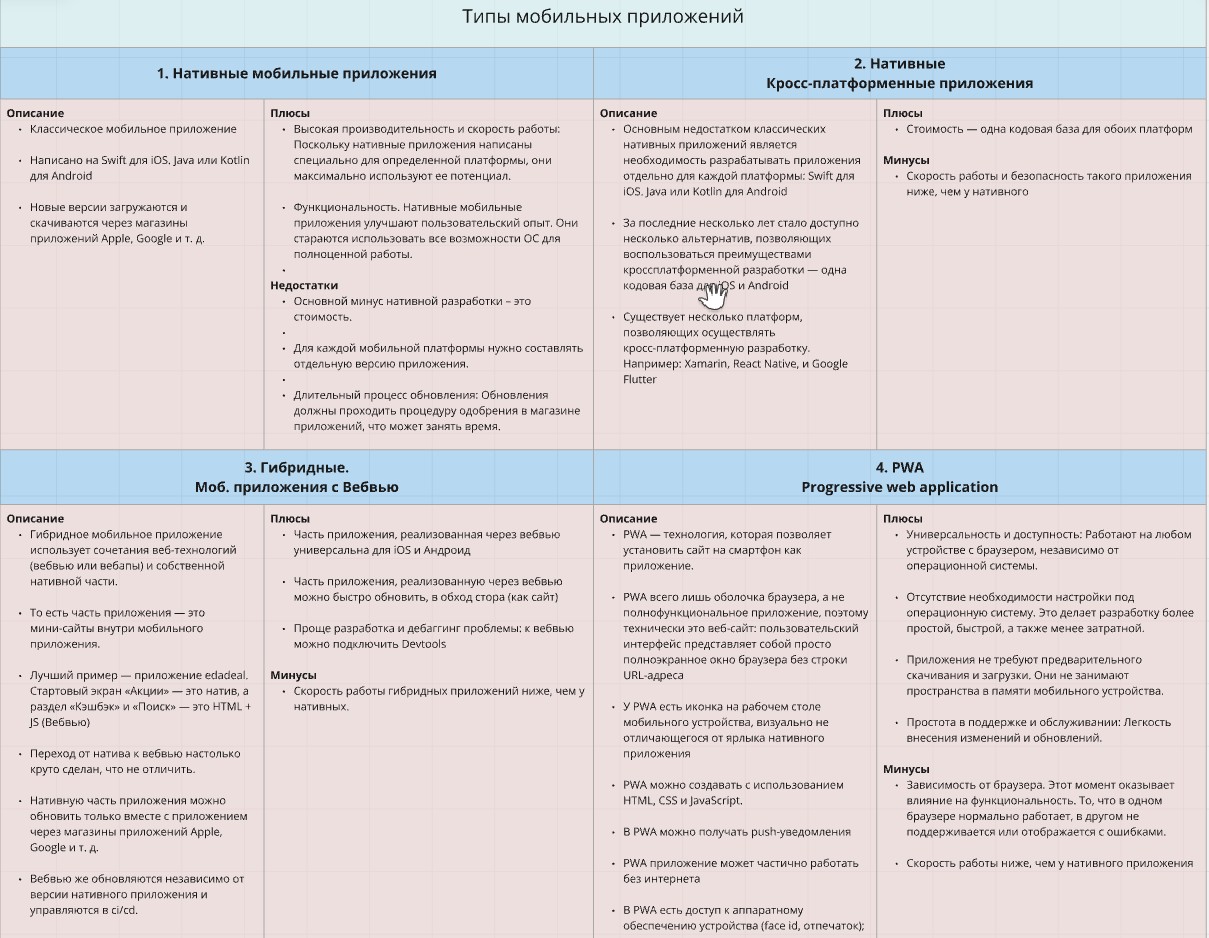 Типы мобильных приложений
1. Нативные мобильные приложения
Описание
Классическое мобильное приложение
Написано на Swift для iOS. Java или Kotlin
для Android
Новые версии загружаются и
скачиваются через магазины
приложений Apple, Google и т. д.
Плюсы
Высокая производительность и скорость работы:
Поскольку нативные приложения написаны
специально для определенной платформы, они
максимально используют ее потенциал.
Функциональность. Нативные мобильные
приложения улучшают пользовательский опыт. Они
стараются использовать все возможности ОС для
полноценной работы.
Недостатки
Основной минус нативной разработки – это
стоимость.
Для каждой мобильной платформы нужно составлять
отдельную версию приложения.
Длительный процесс обновления: Обновления
должны проходить процедуру одобрения в магазине
приложений, что может занять время.
2. Нативные
Кросс-платформенные приложения
Описание
Основным недостатком классических
нативных приложений является
необходимость разрабатывать приложения
отдельно для каждой платформы: Swift для
iOS. Java или Kotlin для Android
За последние несколько лет стало доступно
несколько альтернатив, позволяющих
воспользоваться преимуществами
кроссплатформенной разработки — одна
кодовая база для iOS и Android
Существует несколько платформ,
позволяющих осуществлять
кросс-платформенную разработку.
Например: Xamarin, React Native, и Google
Flutter
Плюсы
Стоимость — одна кодовая база для обоих платформ
Минусы
Скорость работы и безопасность такого приложения
ниже, чем у нативного
3. Гибридные.
Моб. приложения с Вебвью
Описание
Гибридное мобильное приложение
использует сочетания веб-технологий
(вебвью или вебапы) и собственной
нативной части.
То есть часть приложения — это
мини-сайты внутри мобильного
приложения.
Лучший пример — приложение edadeal.
Стартовый экран «Акции» — это натив, а
раздел «Кэшбэк» и «Поиск» — это HTML +
JS (Вебвью)
Переход от натива к вебвью настолько
круто сделан, что не отличить.
Нативную часть приложения можно
обновить только вместе с приложением
через магазины приложений Apple,
Google и т. д.
Вебвью же обновляются независимо от
версии нативного приложения и
управляются в ci/cd.
Плюсы
Часть приложения, реализованная через вебвью
универсальна для iOS и Андроид
Часть приложения, реализованную через вебвью
можно быстро обновить, в обход стора (как сайт)
Проще разработка и дебаггинг проблемы: к вебвью
можно подключить Devtools
Минусы
Скорость работы гибридных приложений ниже, чем у
нативных.
4. PWA
Progressive web application
Описание
PWA — технология, которая позволяет
установить сайт на смартфон как
приложение.
PWA всего лишь оболочка браузера, а не
полнофункциональное приложение, поэтому
технически это веб-сайт: пользовательский
интерфейс представляет собой просто
полноэкранное окно браузера без строки
URL-адреса
У PWA есть иконка на рабочем столе
мобильного устройства, визуально не
отличающегося от ярлыка нативного
приложения
PWA можно создавать с использованием
HTML, CSS и JavaScript.
В PWA можно получать push-уведомления
PWA приложение может частично работать
без интернета
В PWA есть доступ к аппаратному
обеспечению устройства (face id, отпечаток);
Плюсы
Универсальность и доступность: Работают на любом
устройстве с браузером, независимо от
операционной системы.
Отсутствие необходимости настройки под
операционную систему. Это делает разработку более
простой, быстрой, а также менее затратной.
Приложения не требуют предварительного
скачивания и загрузки. Они не занимают
пространства в памяти мобильного устройства.
Простота в поддержке и обслуживании: Легкость
внесения изменений и обновлений.
Минусы
Зависимость от браузера. Этот момент оказывает
влияние на функциональность. То, что в одном
браузере нормально работает, в другом не
поддерживается или отображается с ошибками.
Скорость работы ниже, чем у нативного приложения